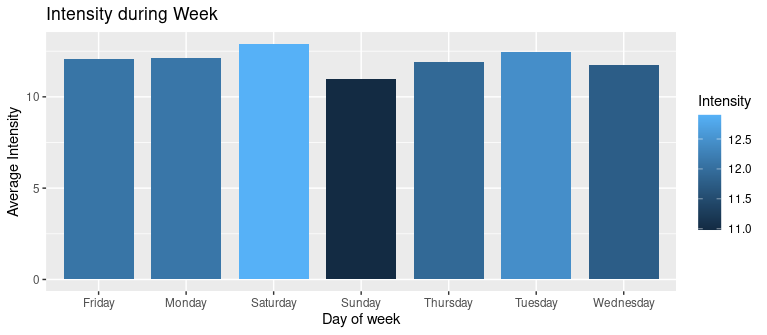 Intensity during Week
Average Intensity
10
5
0
Friday Monday Saturday Sunday Thursday Tuesday Wednesday
Day of week
Intensity
12.5
12.0
11.5
11.0